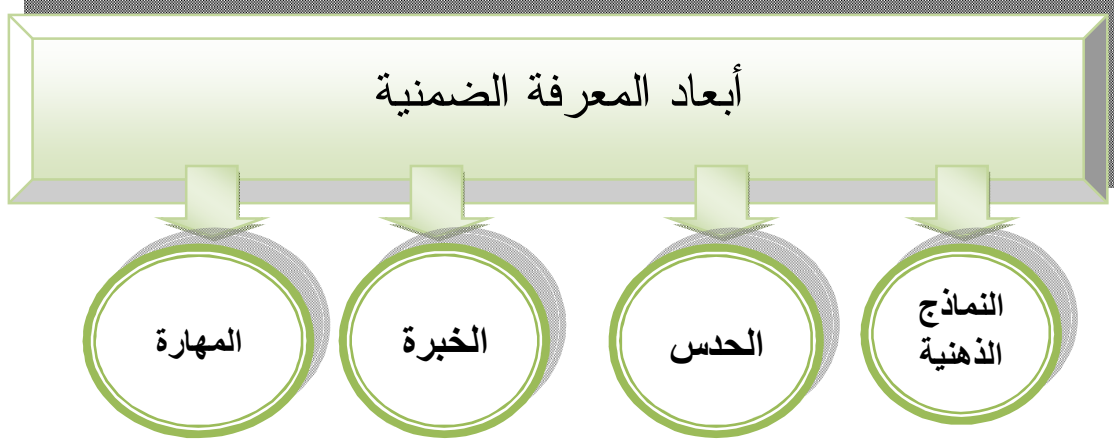 أبعاد المعرفة الضمنية
النماذج
الذهنية
الحدس
الخبرة
المهارة